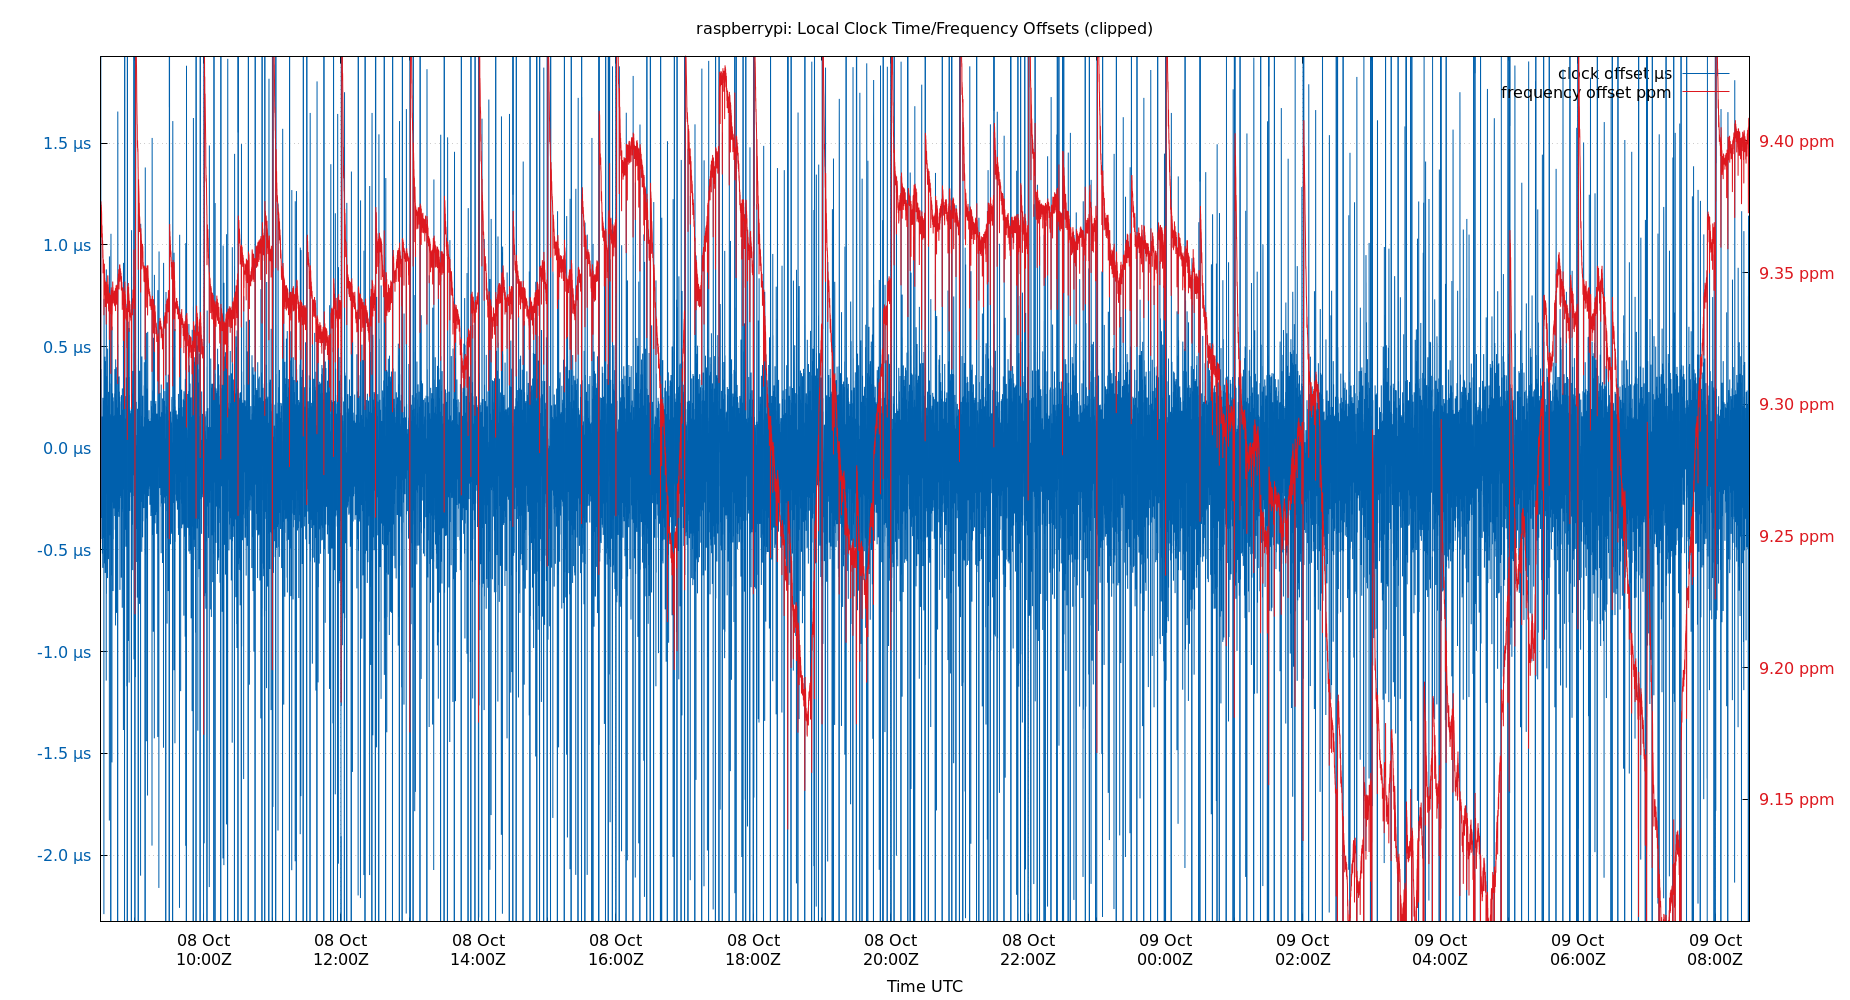 raspberrypi: Local Clock Time/Frequency Offsets (clipped)
clock offset µs
frequency offset ppm
1.5 µs
1.0 µs
0.5 µs
0.0 µs
-0.5 µs
-1.0 µs
-1.5 µs
-2.0 µs
9.40 ppm
9.35 ppm
9.30 ppm
9.25 ppm
9.20 ppm
9.15 ppm
08 Oct 08 Oct 08 Oct 08 Oct 08 Oct 08 Oct 08 Oct 09 Oct 09 Oct 09 Oct 09 Oct 09 Oct
10:00Z 12:00Z 14:00Z 16:00Z 18:00Z 20:00Z 22:00Z 00:00Z 02:00Z 04:00Z 06:00Z 08:00Z
Time UTC